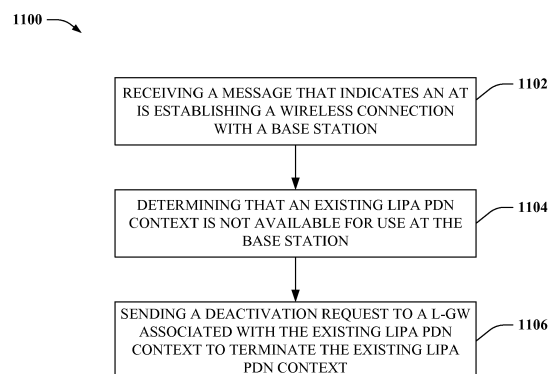 1100
RECEIVING A MESSAGE THAT INDICATES AN AT
IS ESTABLISHING A WIRELESS CONNECTION
WITH A BASE STATION
1102
DETERMINING THAT AN EXISTING LIPA PDN
CONTEXT IS NOT AVAILABLE FOR USE AT THE
BASE STATION
1104
SENDING A DEACTIVATION REQUEST TO A L-GW
ASSOCIATED WITH THE EXISTING LIPA PDN
CONTEXT TO TERMINATE THE EXISTING LIPA
PDN CONTEXT
1106